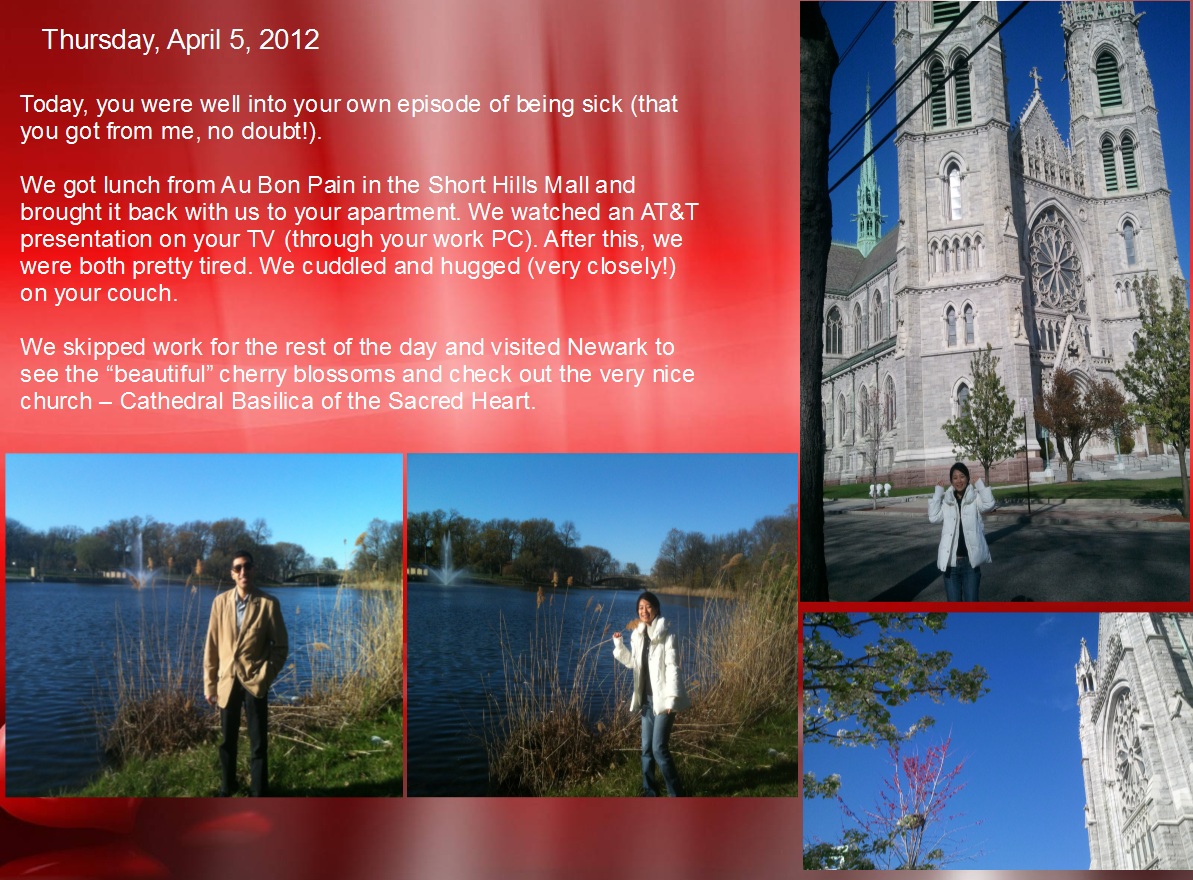 Thursday, April 5, 2012
Today, you were well into your own episode of being sick (that
you got from me, no doubt!).
We got lunch from Au Bon Pain in the Short Hills Mall and
brought it back with us to your apartment. We watched an AT&T
presentation on your TV (through your work PC). After this, we
were both pretty tired. We cuddled and hugged (very closely!)
on your couch.
We skipped work for the rest of the day and visited Newark to
see the “beautiful” cherry blossoms and check out the very nice
church – Cathedral Basilica of the Sacred Heart.